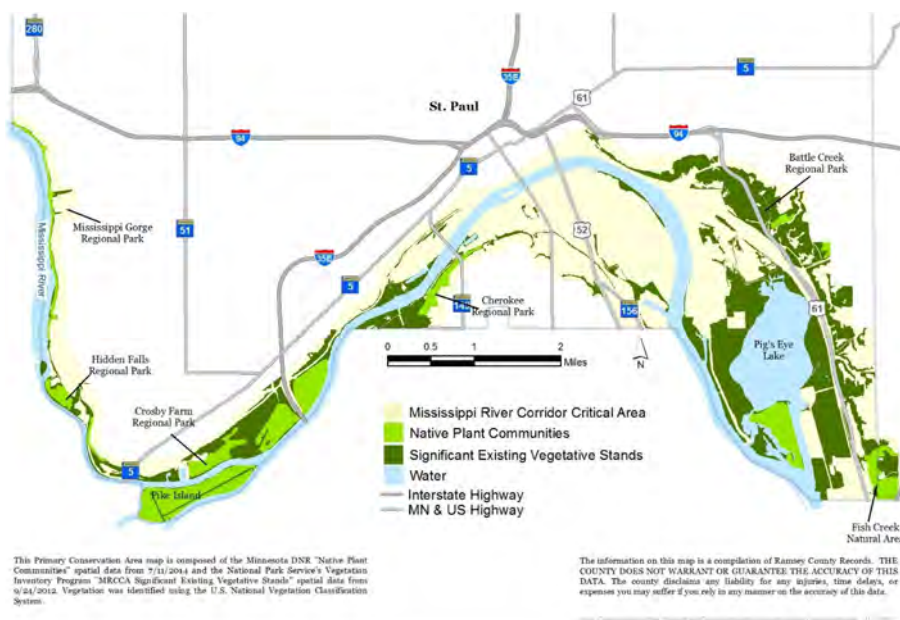 280
5
35E
61
St. Paul
94
94
5
Battle Creek
Regional Park
Mississippi River
Mississippi Gorge
Regional Park
51
52
35E
5
Cherokee
Regional Park
156
61
Pig's Eye
Lake
0 0.5 1 2
Miles
N
Hidden Falls
Regional Park
Crosby Farm
Regional Park
5
Pike Island
Mississippi River Corridor Critical Area
Native Plant Communities
Significant Existing Vegetative Stands
Water
Interstate Highway
MN & US Highway
Fish Creek
Natural Area
This Primary Conservation Area map is composed of the Minnesota DNR "Native Plant
Communities" spatial data from 7/11/2014 and the National Park Service's Vegetation
Inventory Program "MRCCA Significant Existing Vegetative Stands" spatial data from
9/24/2012. Vegetation was identified using the U.S. National Vegetation Classification
System.
The information on this map is a compilation of Ramsey County Records. THE
COUNTY DOES NOT WARRANT OR GUARANTEE THE ACCURACY OF THIS
DATA. The county disclaims any liability for any injuries, time delays, or
expenses you may suffer if you rely in any manner on the accuracy of this data.